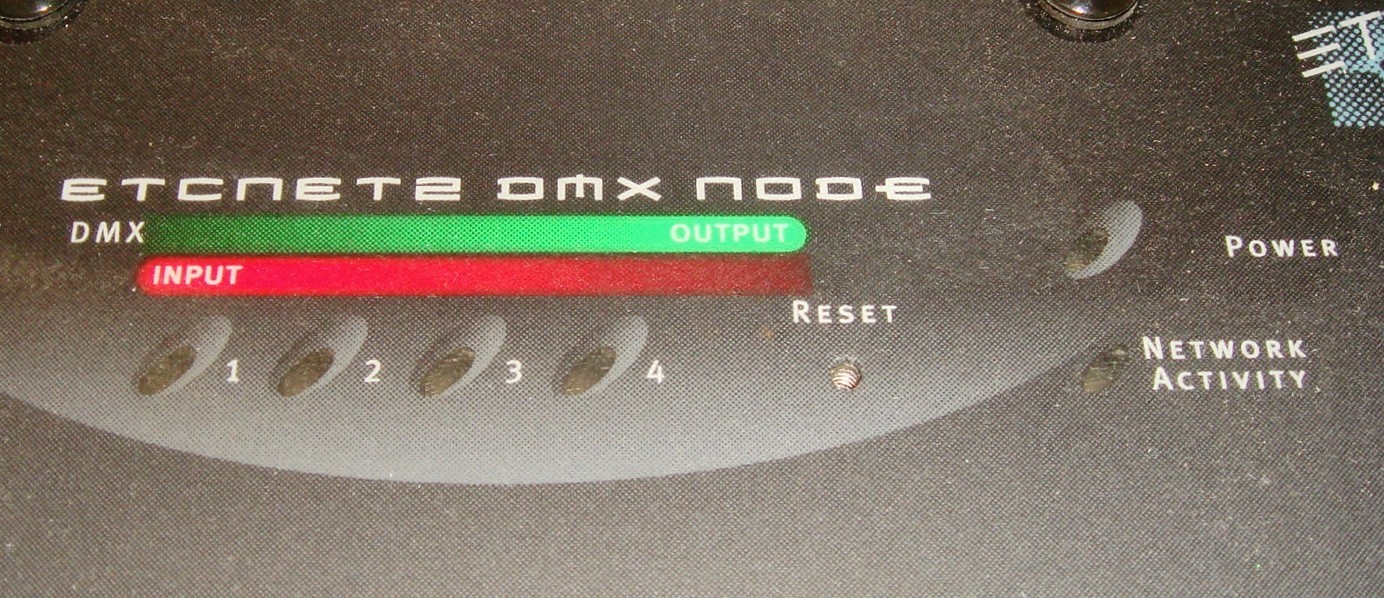 ETCNET2 DMX NODE
DMX OUTPUT
INPUT
RESET
POWER
1 2 3 4
NETWORK
ACTIVITY